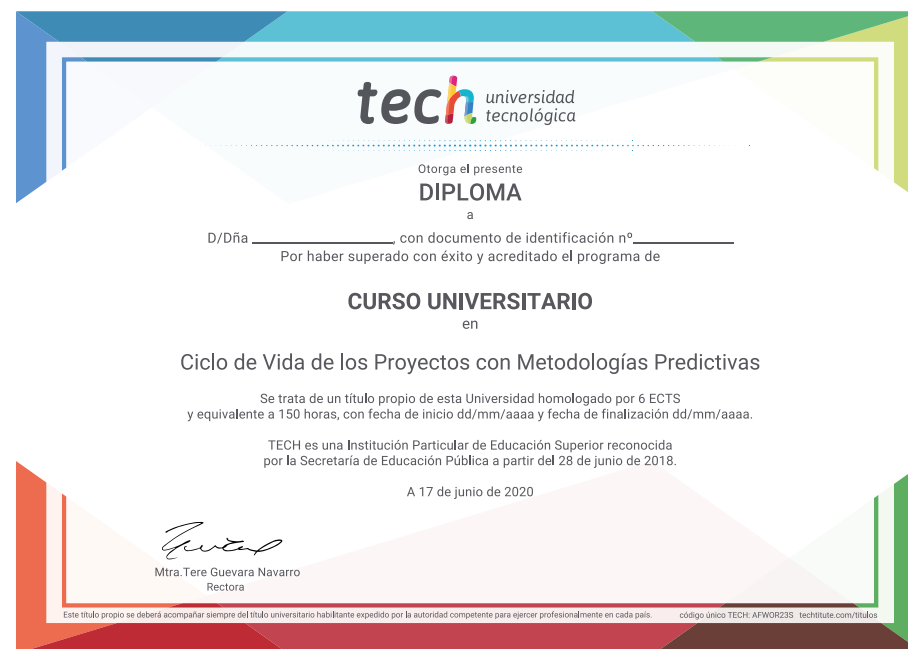 tech universidad
tecnológica
Otorga el presente
DIPLOMA
a
D/Dña ____________________, con documento de identificación nº______________
Por haber superado con éxito y acreditado el programa de
CURSO UNIVERSITARIO
en
Ciclo de Vida de los Proyectos con Metodologías Predictivas
Se trata de un título propio de esta Universidad homologado por 6 ECTS
y equivalente a 150 horas, con fecha de inicio dd/mm/aaaa y fecha de finalización dd/mm/aaaa.
TECH es una Institución Particular de Educación Superior reconocida
por la Secretaría de Educación Pública a partir del 28 de junio de 2018.
A 17 de junio de 2020
Mtra.Tere Guevara Navarro
Rectora
Este título propio se deberá acompañar siempre del título universitario habilitante expedido por la autoridad competente para ejercer profesionalmente en cada país. código único TECH: AFWOR23S techtitute.com/titulos